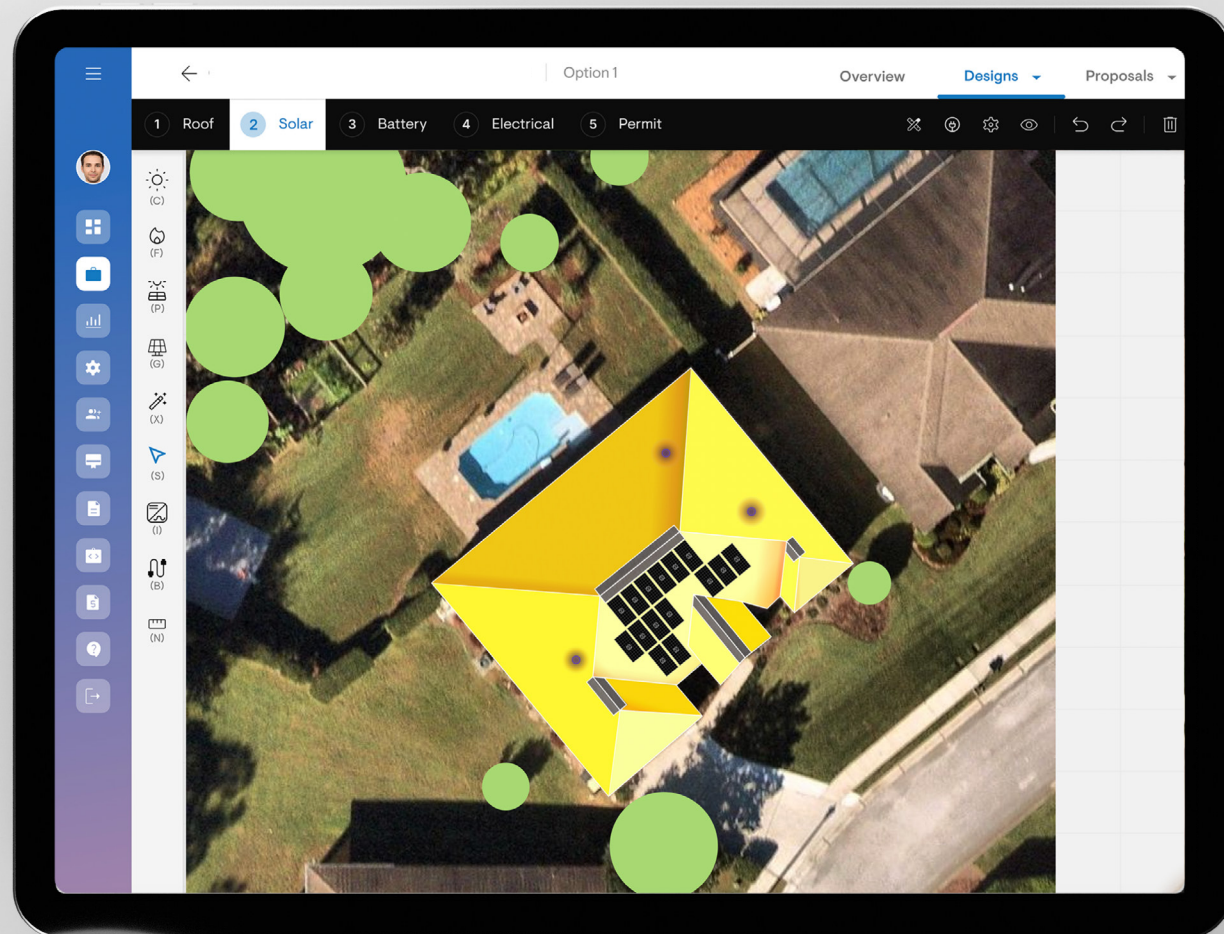 Option 1
Overview
Designs
Proposals
1 Roof
2 Solar
3 Battery
4 Electrical
5 Permit
(C)
(F)
(P)
(G)
(X)
(S)
(I)
(B)
(N)